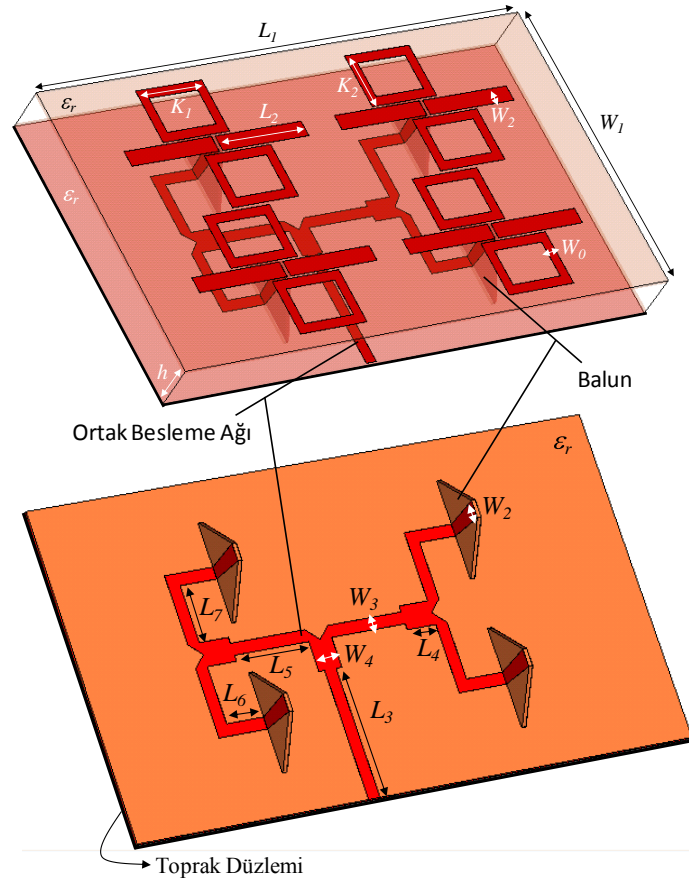 L₁
εᵣ
K₁
K₂
L₂
W₂
W₁
εᵣ
W₀
h
Balun
Ortak Besleme Ağı
εᵣ
W₂
L₇
W₃
L₅
W₄
L₄
L₆
L₃
Toprak Düzlemi